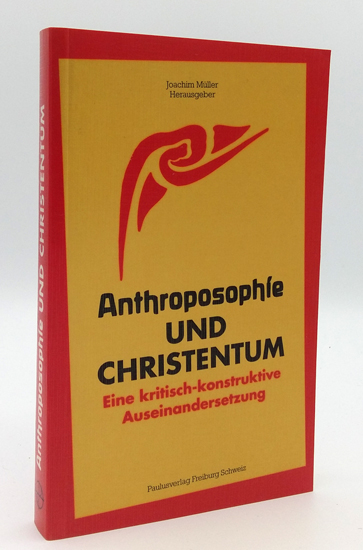 Joachim Müller
Herausgeber
Anthroposophie
UND
CHRISTENTUM
Eine kritisch-konstruktive
Auseinandersetzung
Paulusverlag Freiburg Schweiz
Anthroposophie UND CHRISTENTUM